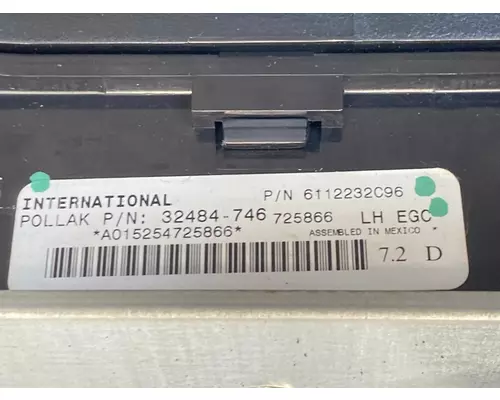 INTERNATIONAL P/N 6112232C96
POLLAK P/N: 32484-746 725866 LH EGC
*A015254725866* ASSEMBLED IN MEXICO *
7.2 D